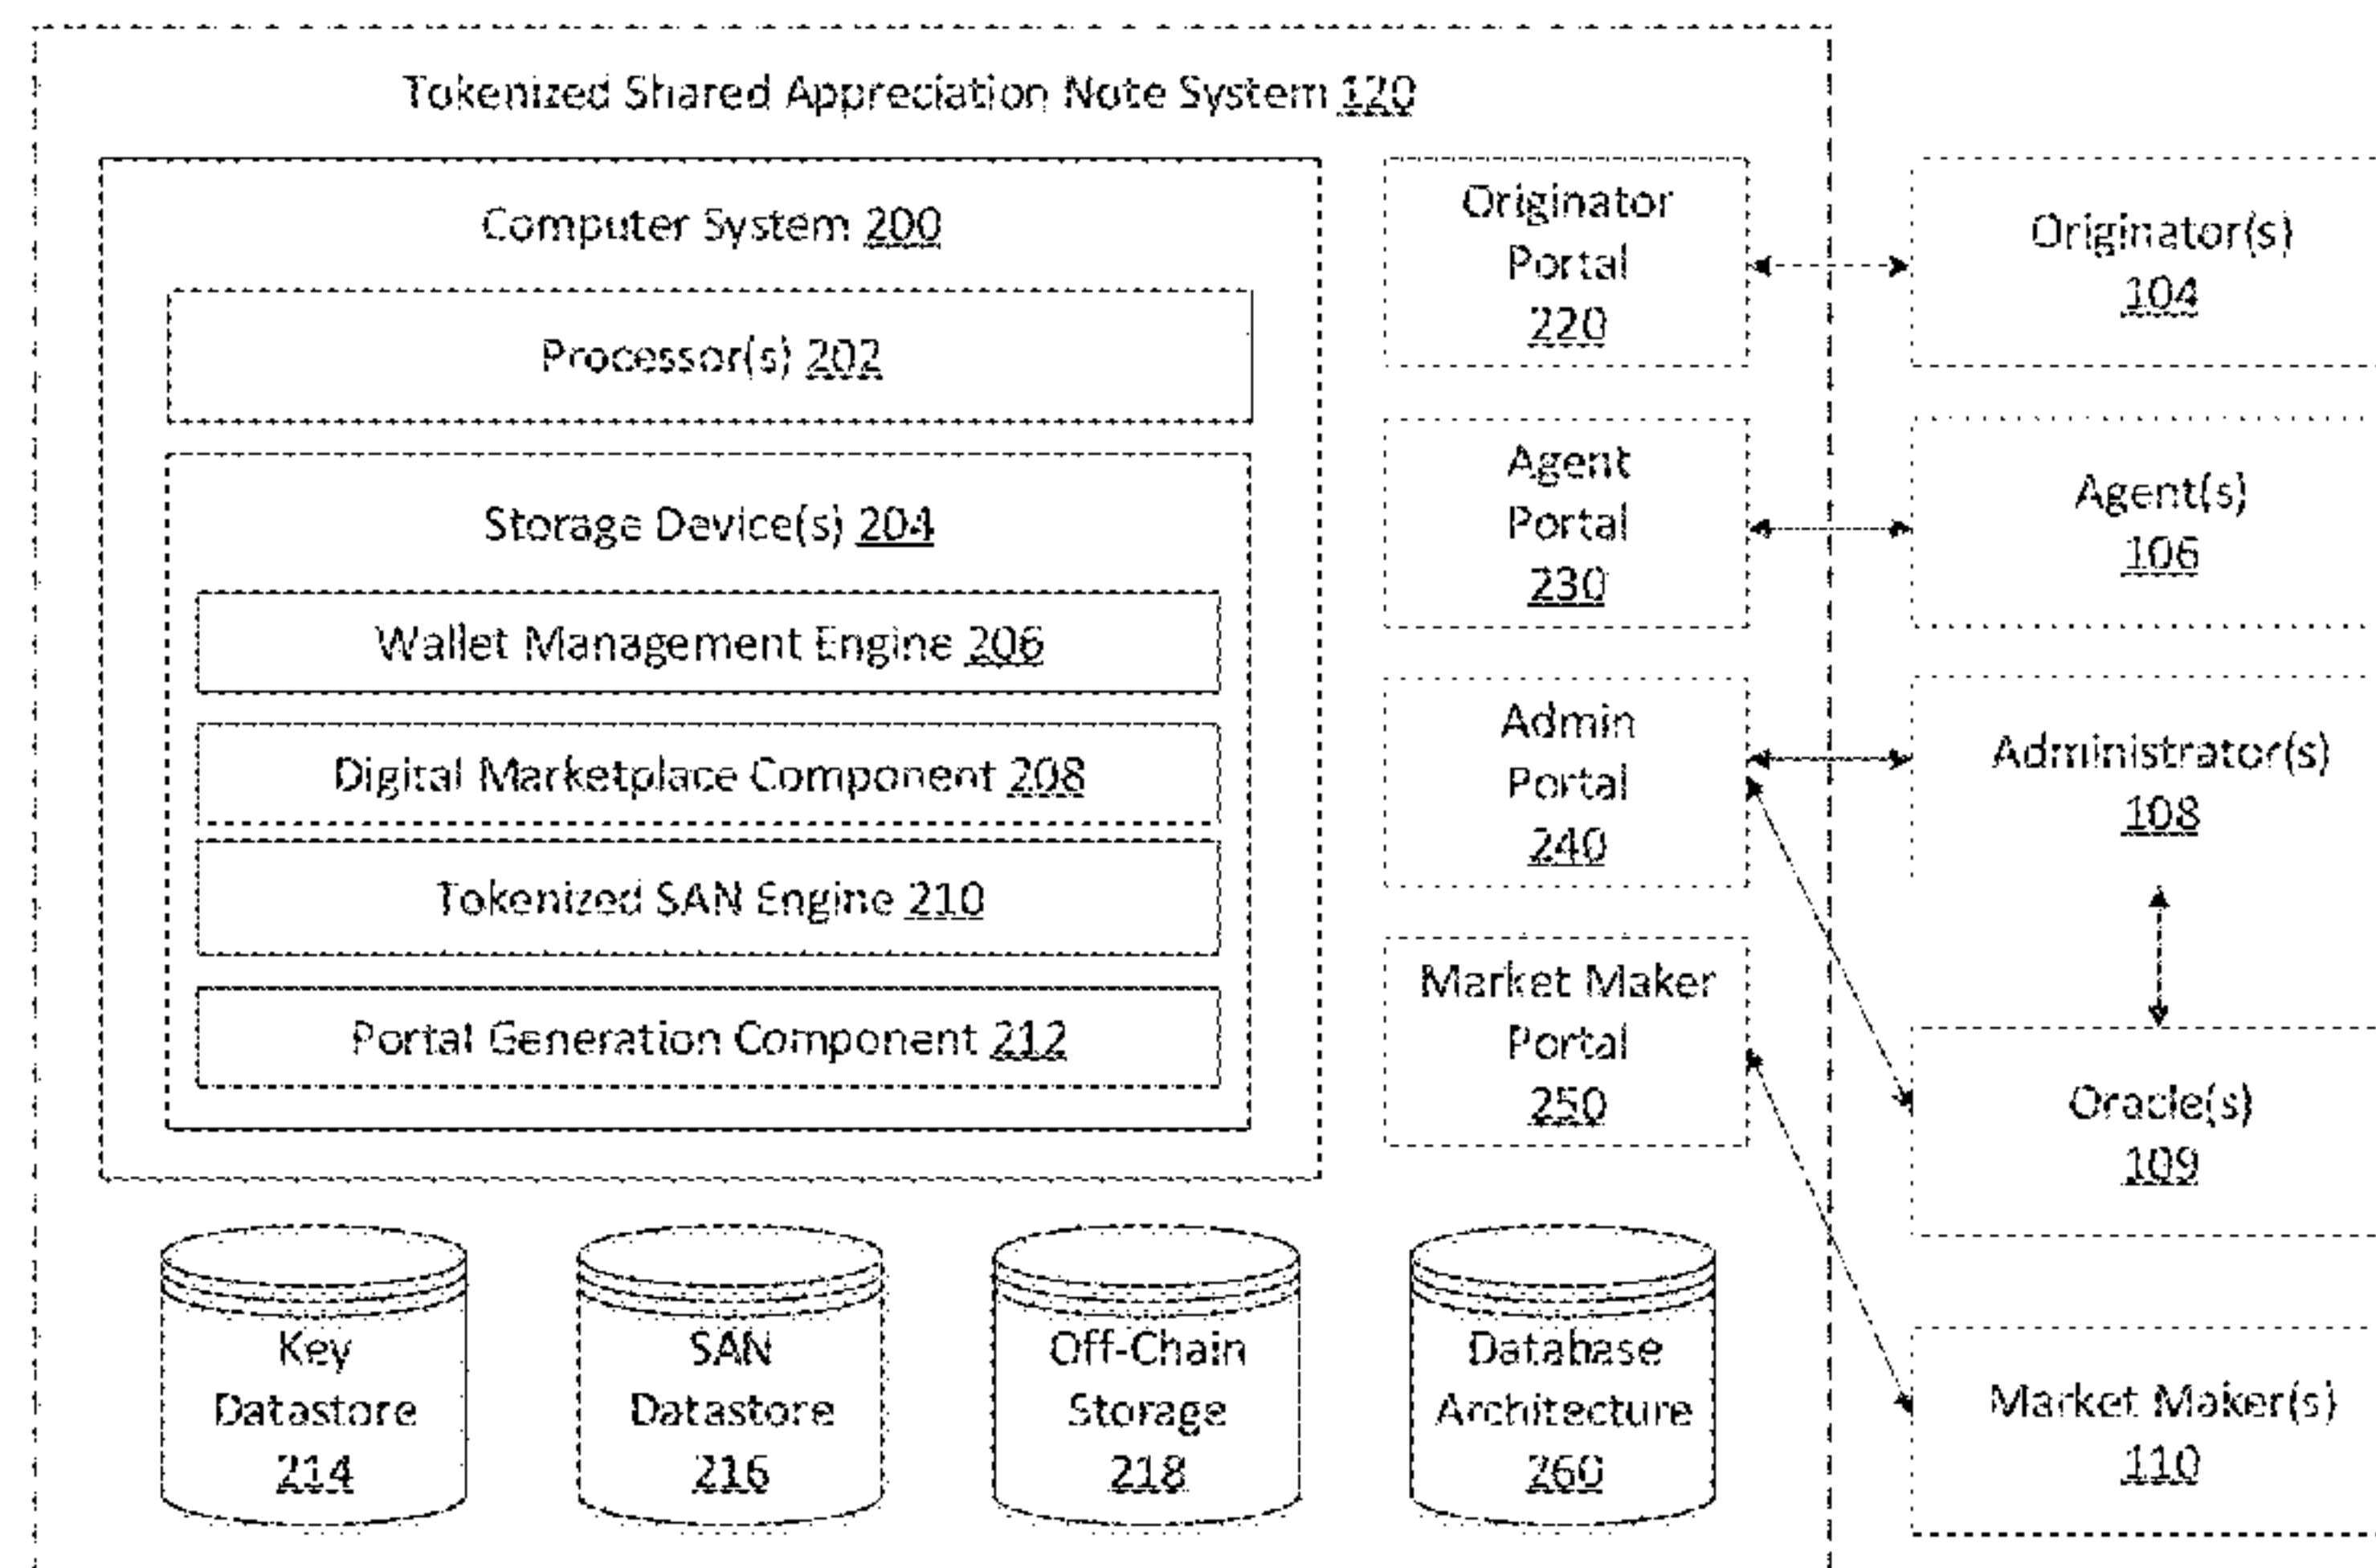 Tokenized Shared Appreciation Note System 120
Computer System 200
Processor(s) 202
Storage Device(s) 204
Wallet Management Engine 206
Digital Marketplace Component 208
Tokenized SAN Engine 210
Portal Generation Component 212
Originator
Portal
220
Agent
Portal
230
Admin
Portal
240
Market Maker
Portal
250
Originator(s)
104
Agent(s)
106
Administrator(s)
108
Oracle(s)
109
Market Maker(s)
110
Key
Datastore
214
SAN
Datastore
216
Off-Chain
Storage
218
Database
Architecture
260